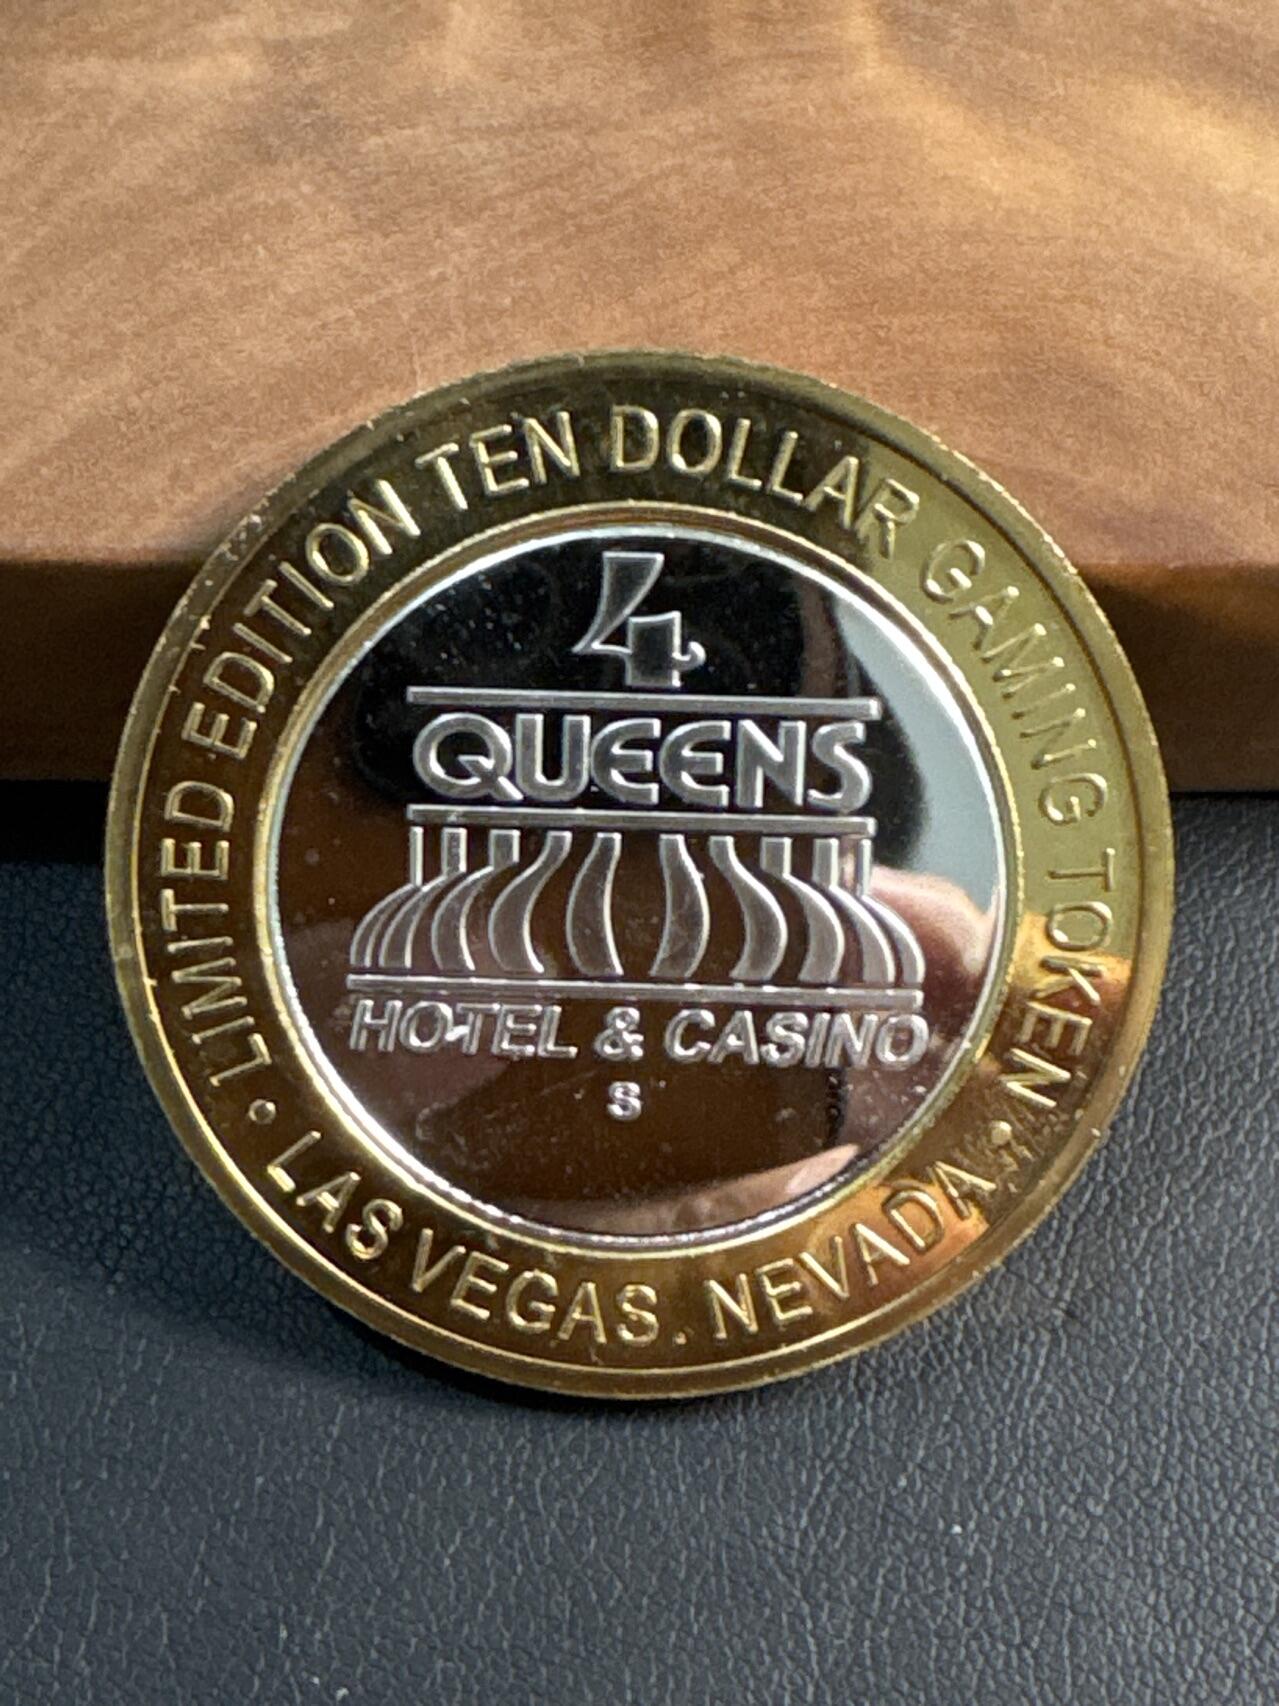 LIMITED EDITION TEN DOLLAR GAMING TOKEN
4
QUEENS
HOTEL & CASINO
S
• LAS VEGAS, NEVADA •